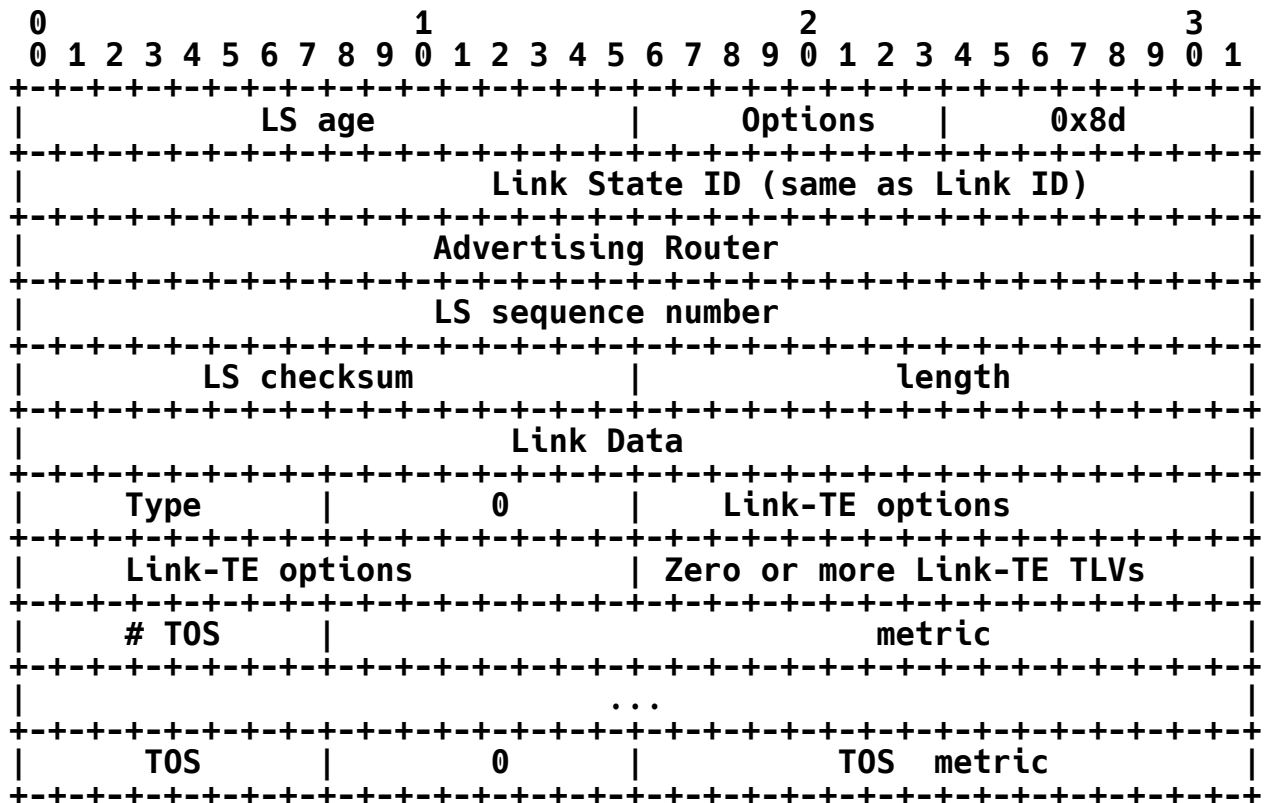 0                   1                   2                   3
 0 1 2 3 4 5 6 7 8 9 0 1 2 3 4 5 6 7 8 9 0 1 2 3 4 5 6 7 8 9 0 1
+-+-+-+-+-+-+-+-+-+-+-+-+-+-+-+-+-+-+-+-+-+-+-+-+-+-+-+-+-+-+-+-+
|            LS age             |     Options   |     0x8d      |
+-+-+-+-+-+-+-+-+-+-+-+-+-+-+-+-+-+-+-+-+-+-+-+-+-+-+-+-+-+-+-+-+
|                        Link State ID (same as Link ID)        |
+-+-+-+-+-+-+-+-+-+-+-+-+-+-+-+-+-+-+-+-+-+-+-+-+-+-+-+-+-+-+-+-+
|                     Advertising Router                        |
+-+-+-+-+-+-+-+-+-+-+-+-+-+-+-+-+-+-+-+-+-+-+-+-+-+-+-+-+-+-+-+-+
|                     LS sequence number                        |
+-+-+-+-+-+-+-+-+-+-+-+-+-+-+-+-+-+-+-+-+-+-+-+-+-+-+-+-+-+-+-+-+
|         LS checksum           |             length            |
+-+-+-+-+-+-+-+-+-+-+-+-+-+-+-+-+-+-+-+-+-+-+-+-+-+-+-+-+-+-+-+-+
|                         Link Data                             |
+-+-+-+-+-+-+-+-+-+-+-+-+-+-+-+-+-+-+-+-+-+-+-+-+-+-+-+-+-+-+-+-+
|     Type      |        0      |    Link-TE options            |
+-+-+-+-+-+-+-+-+-+-+-+-+-+-+-+-+-+-+-+-+-+-+-+-+-+-+-+-+-+-+-+-+
|     Link-TE options           | Zero or more Link-TE TLVs     |
+-+-+-+-+-+-+-+-+-+-+-+-+-+-+-+-+-+-+-+-+-+-+-+-+-+-+-+-+-+-+-+-+
|     # TOS     |                            metric             |
+-+-+-+-+-+-+-+-+-+-+-+-+-+-+-+-+-+-+-+-+-+-+-+-+-+-+-+-+-+-+-+-+
|                              ...                              |
+-+-+-+-+-+-+-+-+-+-+-+-+-+-+-+-+-+-+-+-+-+-+-+-+-+-+-+-+-+-+-+-+
|      TOS      |        0      |          TOS  metric          |
+-+-+-+-+-+-+-+-+-+-+-+-+-+-+-+-+-+-+-+-+-+-+-+-+-+-+-+-+-+-+-+-+